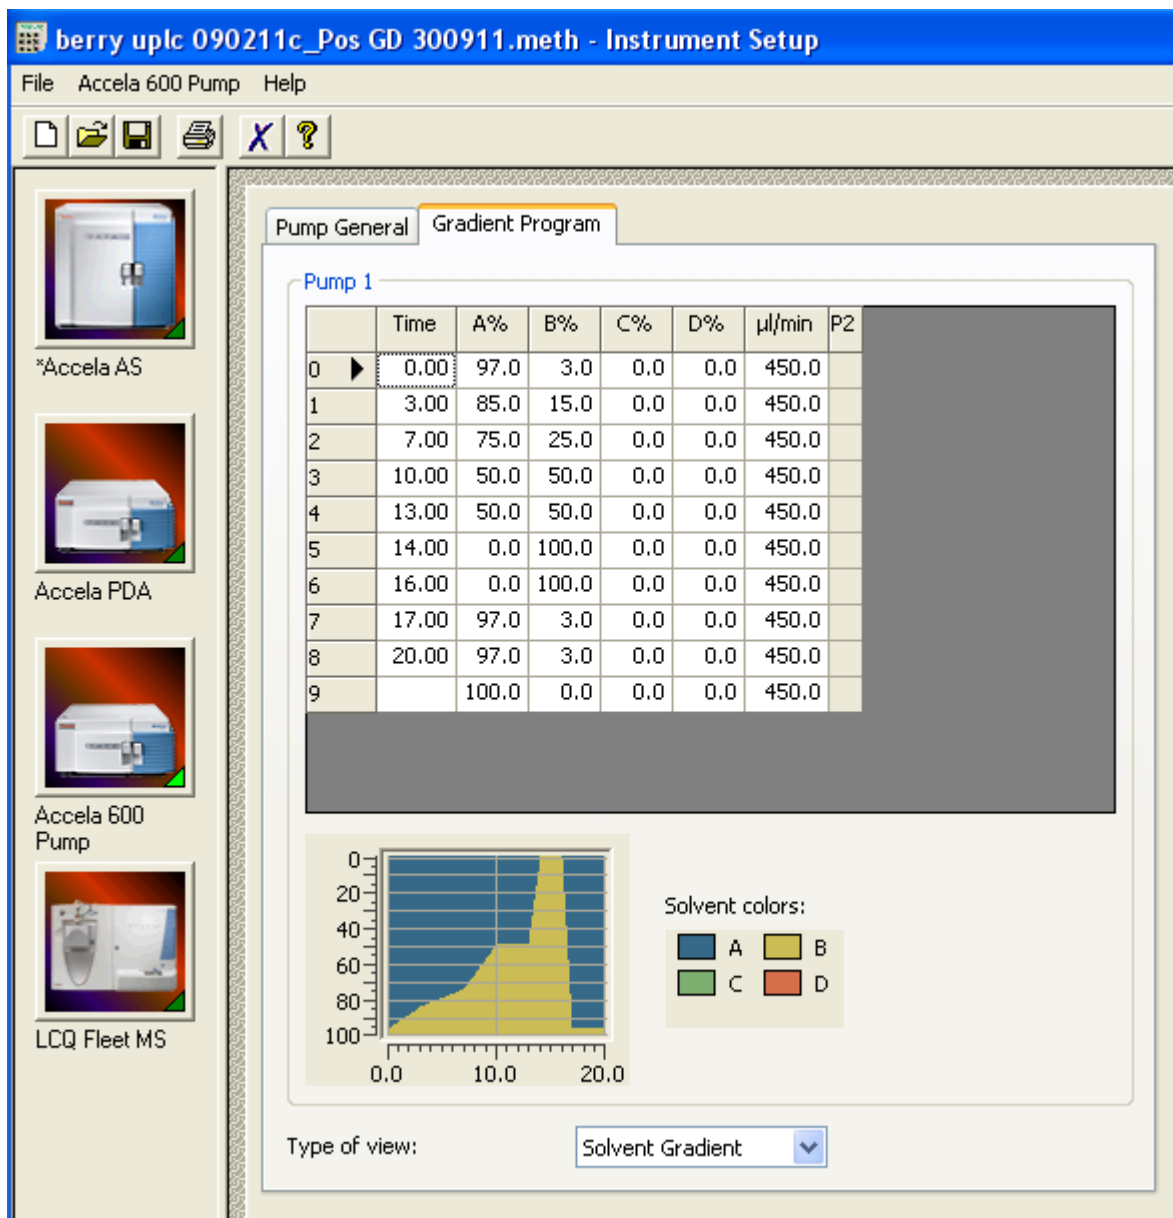 berry uplc 090211c_Pos GD 300911.meth - Instrument Setup
File Accela 600 Pump Help
*Accela AS
Accela PDA
Accela 600
Pump
LCQ Fleet MS
Pump General Gradient Program
Pump 1
Time A% B% C% D% µl/min P2
0 0.00 97.0 3.0 0.0 0.0 450.0
1 3.00 85.0 15.0 0.0 0.0 450.0
2 7.00 75.0 25.0 0.0 0.0 450.0
3 10.00 50.0 50.0 0.0 0.0 450.0
4 13.00 50.0 50.0 0.0 0.0 450.0
5 14.00 0.0 100.0 0.0 0.0 450.0
6 16.00 0.0 100.0 0.0 0.0 450.0
7 17.00 97.0 3.0 0.0 0.0 450.0
8 20.00 97.0 3.0 0.0 0.0 450.0
9 100.0 0.0 0.0 0.0 450.0
0
20
40
60
80
100
0.0 10.0 20.0
Solvent colors:
A B
C D
Type of view: Solvent Gradient